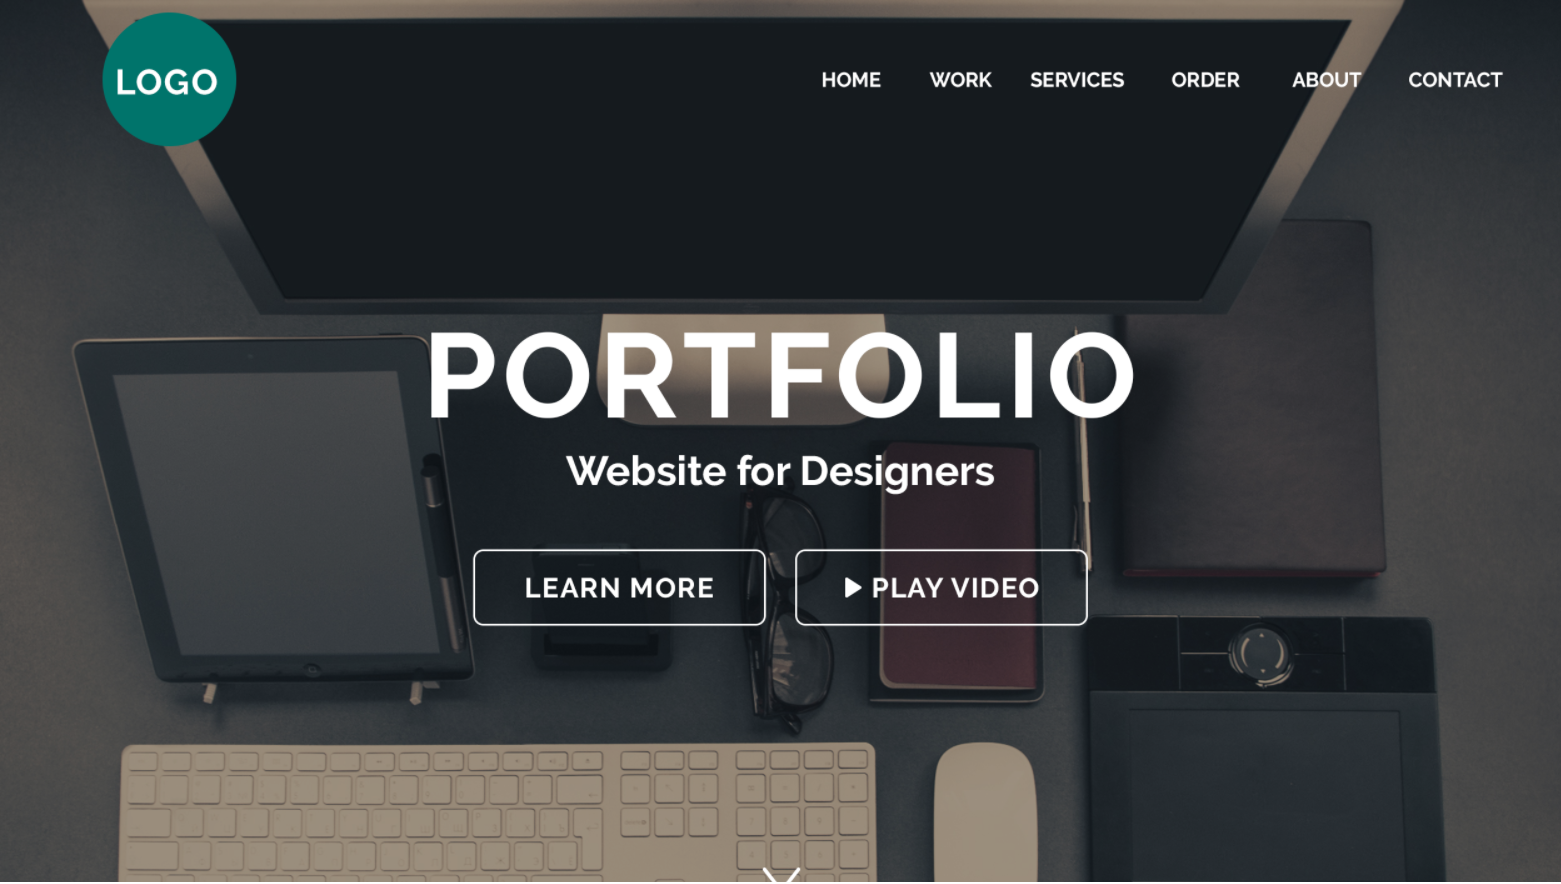 LOGO
HOME WORK SERVICES ORDER ABOUT CONTACT
PORTFOLIO
Website for Designers
LEARN MORE
PLAY VIDEO